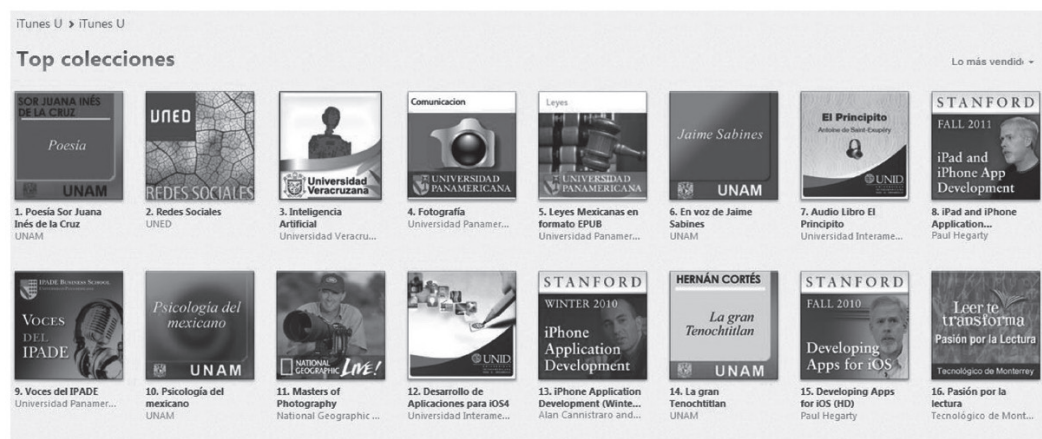 iTunes U > iTunes U
Top colecciones
Lo más vendido
SOR JUANA INÉS
DE LA CRUZ
Poesía
UNAM
1. Poesía Sor Juana
Inés de la Cruz
UNAM
UNED
REDES SOCIALES
2. Redes Sociales
UNED
Universidad
Veracruzana
3. Inteligencia
Artificial
Universidad Veracru...
Comunicacion
UNIVERSIDAD
PANAMERICANA
4. Fotografía
Universidad Panamer...
Leyes
UNIVERSIDAD
PANAMERICANA
5. Leyes Mexicanas en
formato EPUB
Universidad Panamer...
Jaime Sabines
UNAM
6. En voz de Jaime
Sabines
UNAM
El Principito
Antoine de Saint-Exupéry
UNID
7. Audio Libro El
Principito
Universidad Interame...
STANFORD
FALL 2011
iPad and
iPhone App
Development
8. iPad and iPhone
Application...
Paul Hegarty
IPADE BUSINESS SCHOOL
VOCES
DEL
IPADE
9. Voces del IPADE
Universidad Panamer...
Psicología del
mexicano
UNAM
10. Psicología del
mexicano
UNAM
NATIONAL
GEOGRAPHIC LIVE!
11. Masters of
Photography
National Geographic ...
UNID
12. Desarrollo de
Aplicaciones para iOS4
Universidad Interame...
STANFORD
WINTER 2010
iPhone
Application
Development
13. iPhone Application
Development (Winte...
Alan Cannistraro and...
HERNÁN CORTÉS
La gran
Tenochtitlan
UNAM
14. La gran
Tenochtitlan
UNAM
STANFORD
FALL 2010
Developing
Apps for iOS
15. Developing Apps
for iOS (HD)
Paul Hegarty
Leer te
transforma
Pasión por la Lectura
Tecnológico de Monterrey
16. Pasión por la
lectura
Tecnológico de Mont...